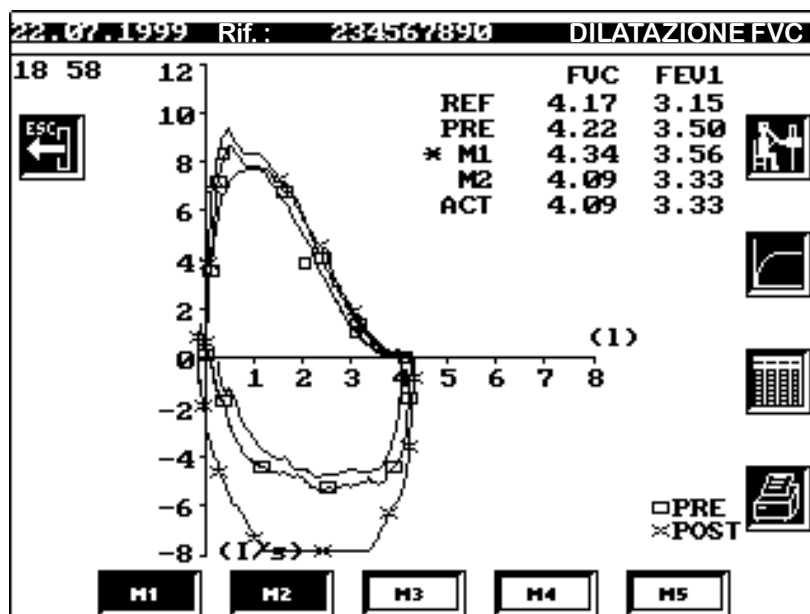 22.07.1999 Rif. : 234567890 DILATAZIONE FVC
18 58
ESC
FVC FEV1
REF 4.17 3.15
PRE 4.22 3.50
* M1 4.34 3.56
M2 4.09 3.33
ACT 4.09 3.33
12
10
8
6
4
2
0
-2
-4
-6
-8
(l)
1 2 3 4 5 6 7 8
(l/s)
PRE
POST
M1 M2 M3 M4 M5